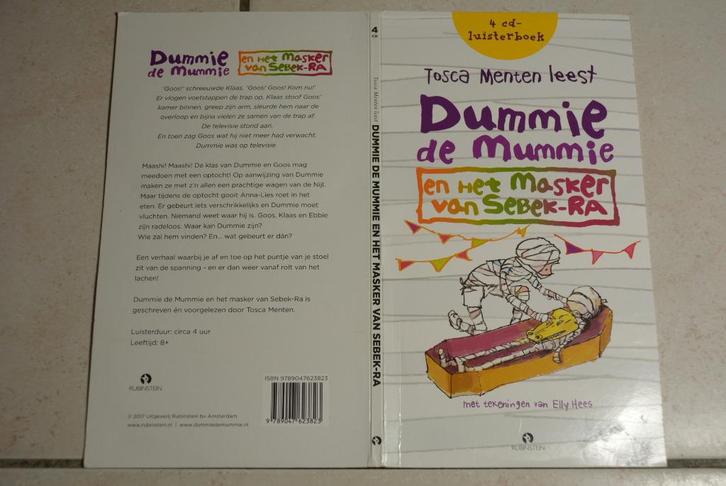 Dummie
de Mummie
en Het Masker
van SEBEK-RA
'Goos!' schreeuwde Klaas. 'Goos! Goos! Kom nu!'
Er vlogen voetstappen de trap op. Klaas stoof Goos'
kamer binnen, greep zijn arm, sleurde hem naar de
overloop en bijna vielen ze samen van de trap af.
De televisie stond aan.
En toen zag Goos wat hij niet meer had verwacht.
Dummie was op televisie.
Maashi! Maashi! De klas van Dummie en Goos mag
meedoen met een optocht! Op aanwijzing van Dummie
maken ze met z'n allen een prachtige wagen van de Nijl.
Maar tijdens de optocht gooit Anna-Lies roet in het
eten. Er gebeurt iets verschrikkelijks en Dummie moet
vluchten. Niemand weet waar hij is. Goos, Klaas en Ebbie
zijn radeloos. Waar kan Dummie zijn?
Wie zal hem vinden? En... wat gebeurt er dán?
Een verhaal waarbij je af en toe op het puntje van je stoel
zit van de spanning – en er dan weer vanaf rolt van het
lachen!
Dummie de Mummie en het masker van Sebek-Ra is
geschreven én voorgelezen door Tosca Menten.
Luisterduur: circa 4 uur
Leeftijd: 8+
RUBINSTEIN
© 2017 Uitgeverij Rubinstein bv Amsterdam
www.rubinstein.nl | www.dummiedemummie.nl
ISBN 9789047623823
9 789047 623823
4
CD
Tosca Menten leest
DUMMIE DE MUMMIE EN HET MASKER VAN SEBEK-RA
4 cd-
luisterboek
Tosca Menten leest
Dummie
de Mummie
en Het Masker
van SEBEK-RA
met tekeningen van Elly Hees
RUBINSTEIN